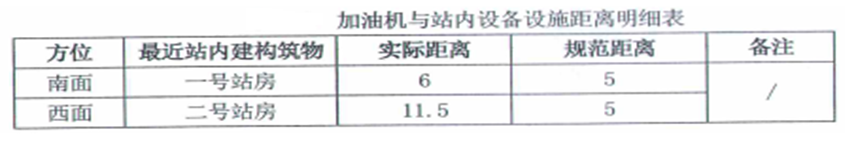 加油机与站内设备设施距离明细表
方位 最近站内建构筑物 实际距离 规范距离 备注
南面 一号站房 6 5 /
西面 二号站房 11.5 5